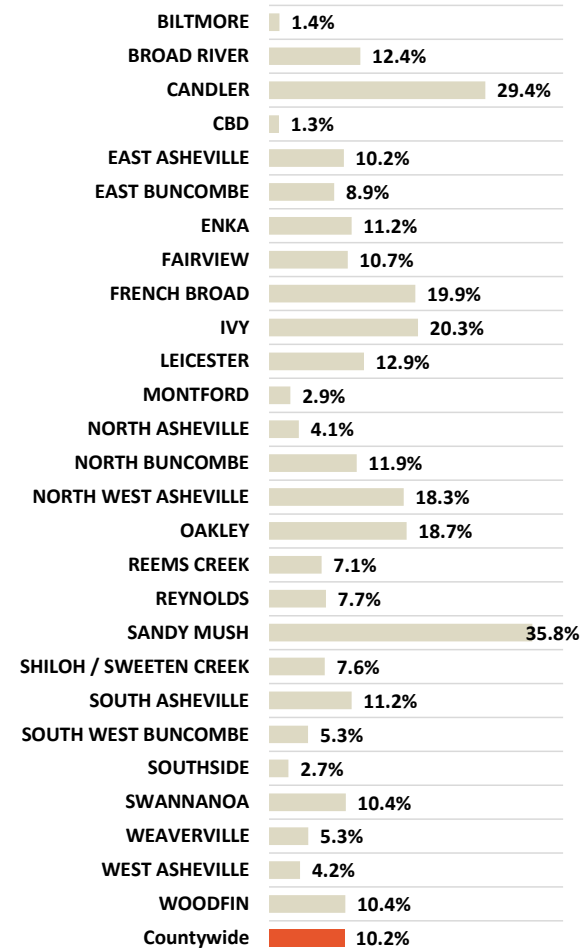 BILTMORE 1.4%
BROAD RIVER 12.4%
CANDLER 29.4%
CBD 1.3%
EAST ASHEVILLE 10.2%
EAST BUNCOMBE 8.9%
ENKA 11.2%
FAIRVIEW 10.7%
FRENCH BROAD 19.9%
IVY 20.3%
LEICESTER 12.9%
MONTFORD 2.9%
NORTH ASHEVILLE 4.1%
NORTH BUNCOMBE 11.9%
NORTH WEST ASHEVILLE 18.3%
OAKLEY 18.7%
REEMS CREEK 7.1%
REYNOLDS 7.7%
SANDY MUSH 35.8%
SHILOH / SWEETEN CREEK 7.6%
SOUTH ASHEVILLE 11.2%
SOUTH WEST BUNCOMBE 5.3%
SOUTHSIDE 2.7%
SWANNANOA 10.4%
WEAVERVILLE 5.3%
WEST ASHEVILLE 4.2%
WOODFIN 10.4%
Countywide 10.2%